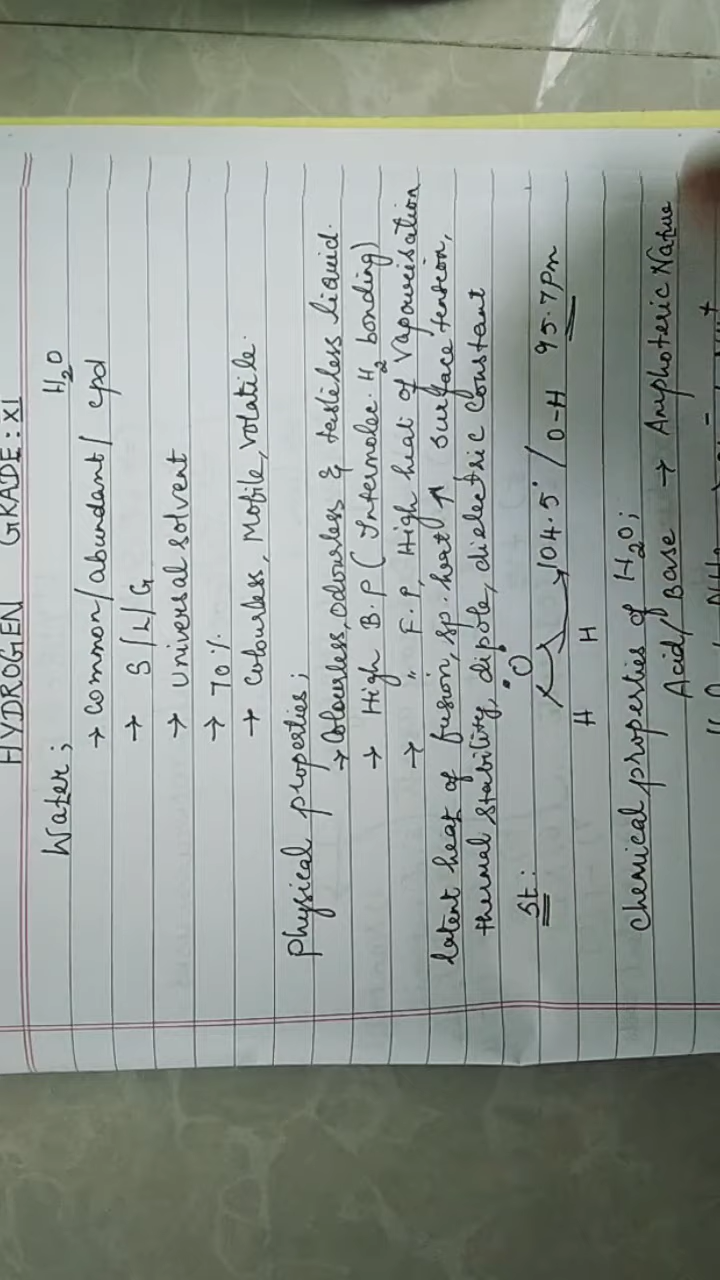 HYDROGEN GRADE: XI
Water; H₂O
→ Common/abundant/cpd
→ S/L/G
→ Universal solvent
→ 70%
→ Colourless, Mobile, volatile.
Physical properties;
→ Colourless, odourless & tasteless liquid.
→ High B.P (Intermolec. H₂ bonding)
→ " F.P, High heat of Vapourisation
latent heat of fusion, sp. heat ↑ surface tension,
thermal stability, dipole, dielectric constant
St: O 104.5° / O-H 95.7pm
H H
Chemical properties of H₂O;
Acid/Base → Amphoteric Nature